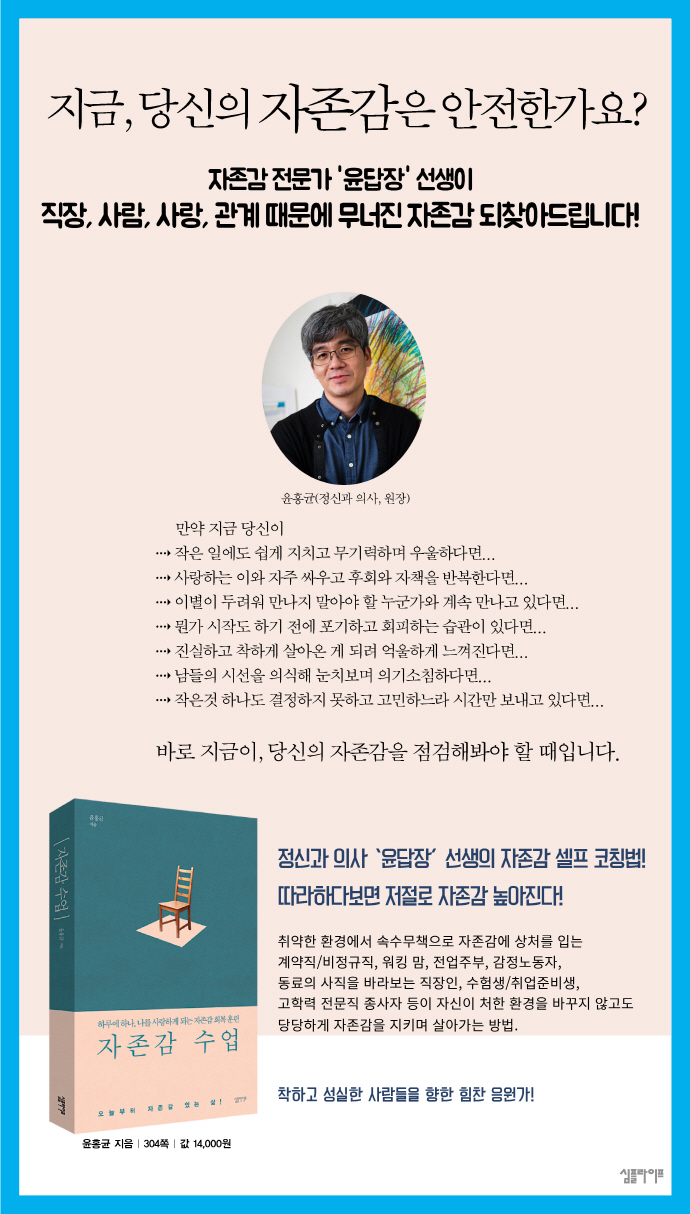 지금, 당신의 자존감은 안전한가요?
자존감 전문가 '윤답장' 선생이
직장, 사람, 사랑, 관계 때문에 무너진 자존감 되찾아드립니다!
윤홍균(정신과 의사, 원장)
만약 지금 당신이
⇢ 작은 일에도 쉽게 지치고 무기력하며 우울하다면…
⇢ 사랑하는 이와 자주 싸우고 후회와 자책을 반복한다면…
⇢ 이별이 두려워 만나지 말아야 할 누군가와 계속 만나고 있다면…
⇢ 뭔가 시작도 하기 전에 포기하고 회피하는 습관이 있다면…
⇢ 진실하고 착하게 살아온 게 되려 억울하게 느껴진다면…
⇢ 남들의 시선을 의식해 눈치보며 의기소침하다면…
⇢ 작은것 하나도 결정하지 못하고 고민하느라 시간만 보내고 있다면…
바로 지금이, 당신의 자존감을 점검해봐야 할 때입니다.
윤홍균
지음
자존감 수업
윤홍균 지음
심플라이프
하루에 하나, 나를 사랑하게 되는 자존감 회복 훈련
자존감 수업
오늘부터 자존감 있는 삶!
심플라이프
정신과 의사 '윤답장' 선생의 자존감 셀프 코칭법!
따라하다보면 저절로 자존감 높아진다!
취약한 환경에서 속수무책으로 자존감에 상처를 입는
계약직/비정규직, 워킹 맘, 전업주부, 감정노동자,
동료의 사직을 바라보는 직장인, 수험생/취업준비생,
고학력 전문직 종사자 등이 자신이 처한 환경을 바꾸지 않고도
당당하게 자존감을 지키며 살아가는 방법.
착하고 성실한 사람들을 향한 힘찬 응원가!
윤홍균 지음 | 304쪽 | 값 14,000원
심플라이프